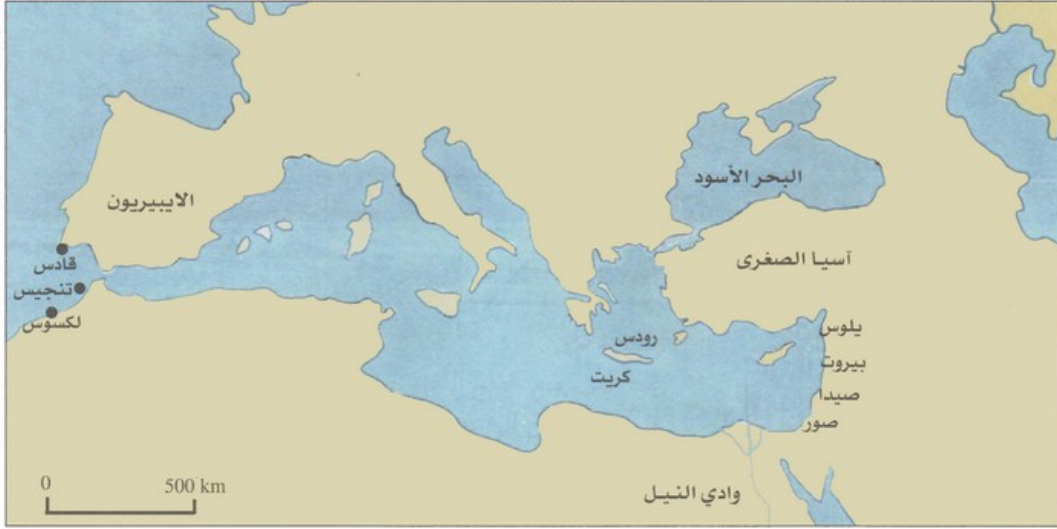 البحر الأسود
الايبيريون
آسيا الصغرى
قادس
تنجيس
لكسوس
رودس
كريت
يلوس
بيروت
صيدا
صور
وادي النيل
0
500 km